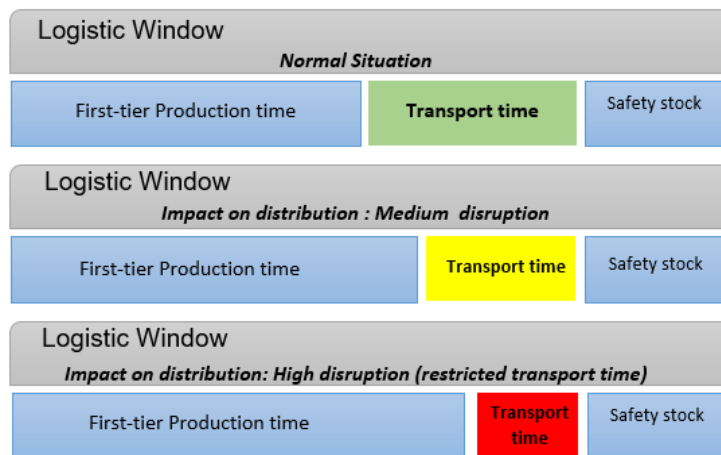 Logistic Window
Normal Situation
First-tier Production time
Transport time
Safety stock
Logistic Window
Impact on distribution : Medium disruption
First-tier Production time
Transport time
Safety stock
Logistic Window
Impact on distribution: High disruption (restricted transport time)
First-tier Production time
Transport
time
Safety stock